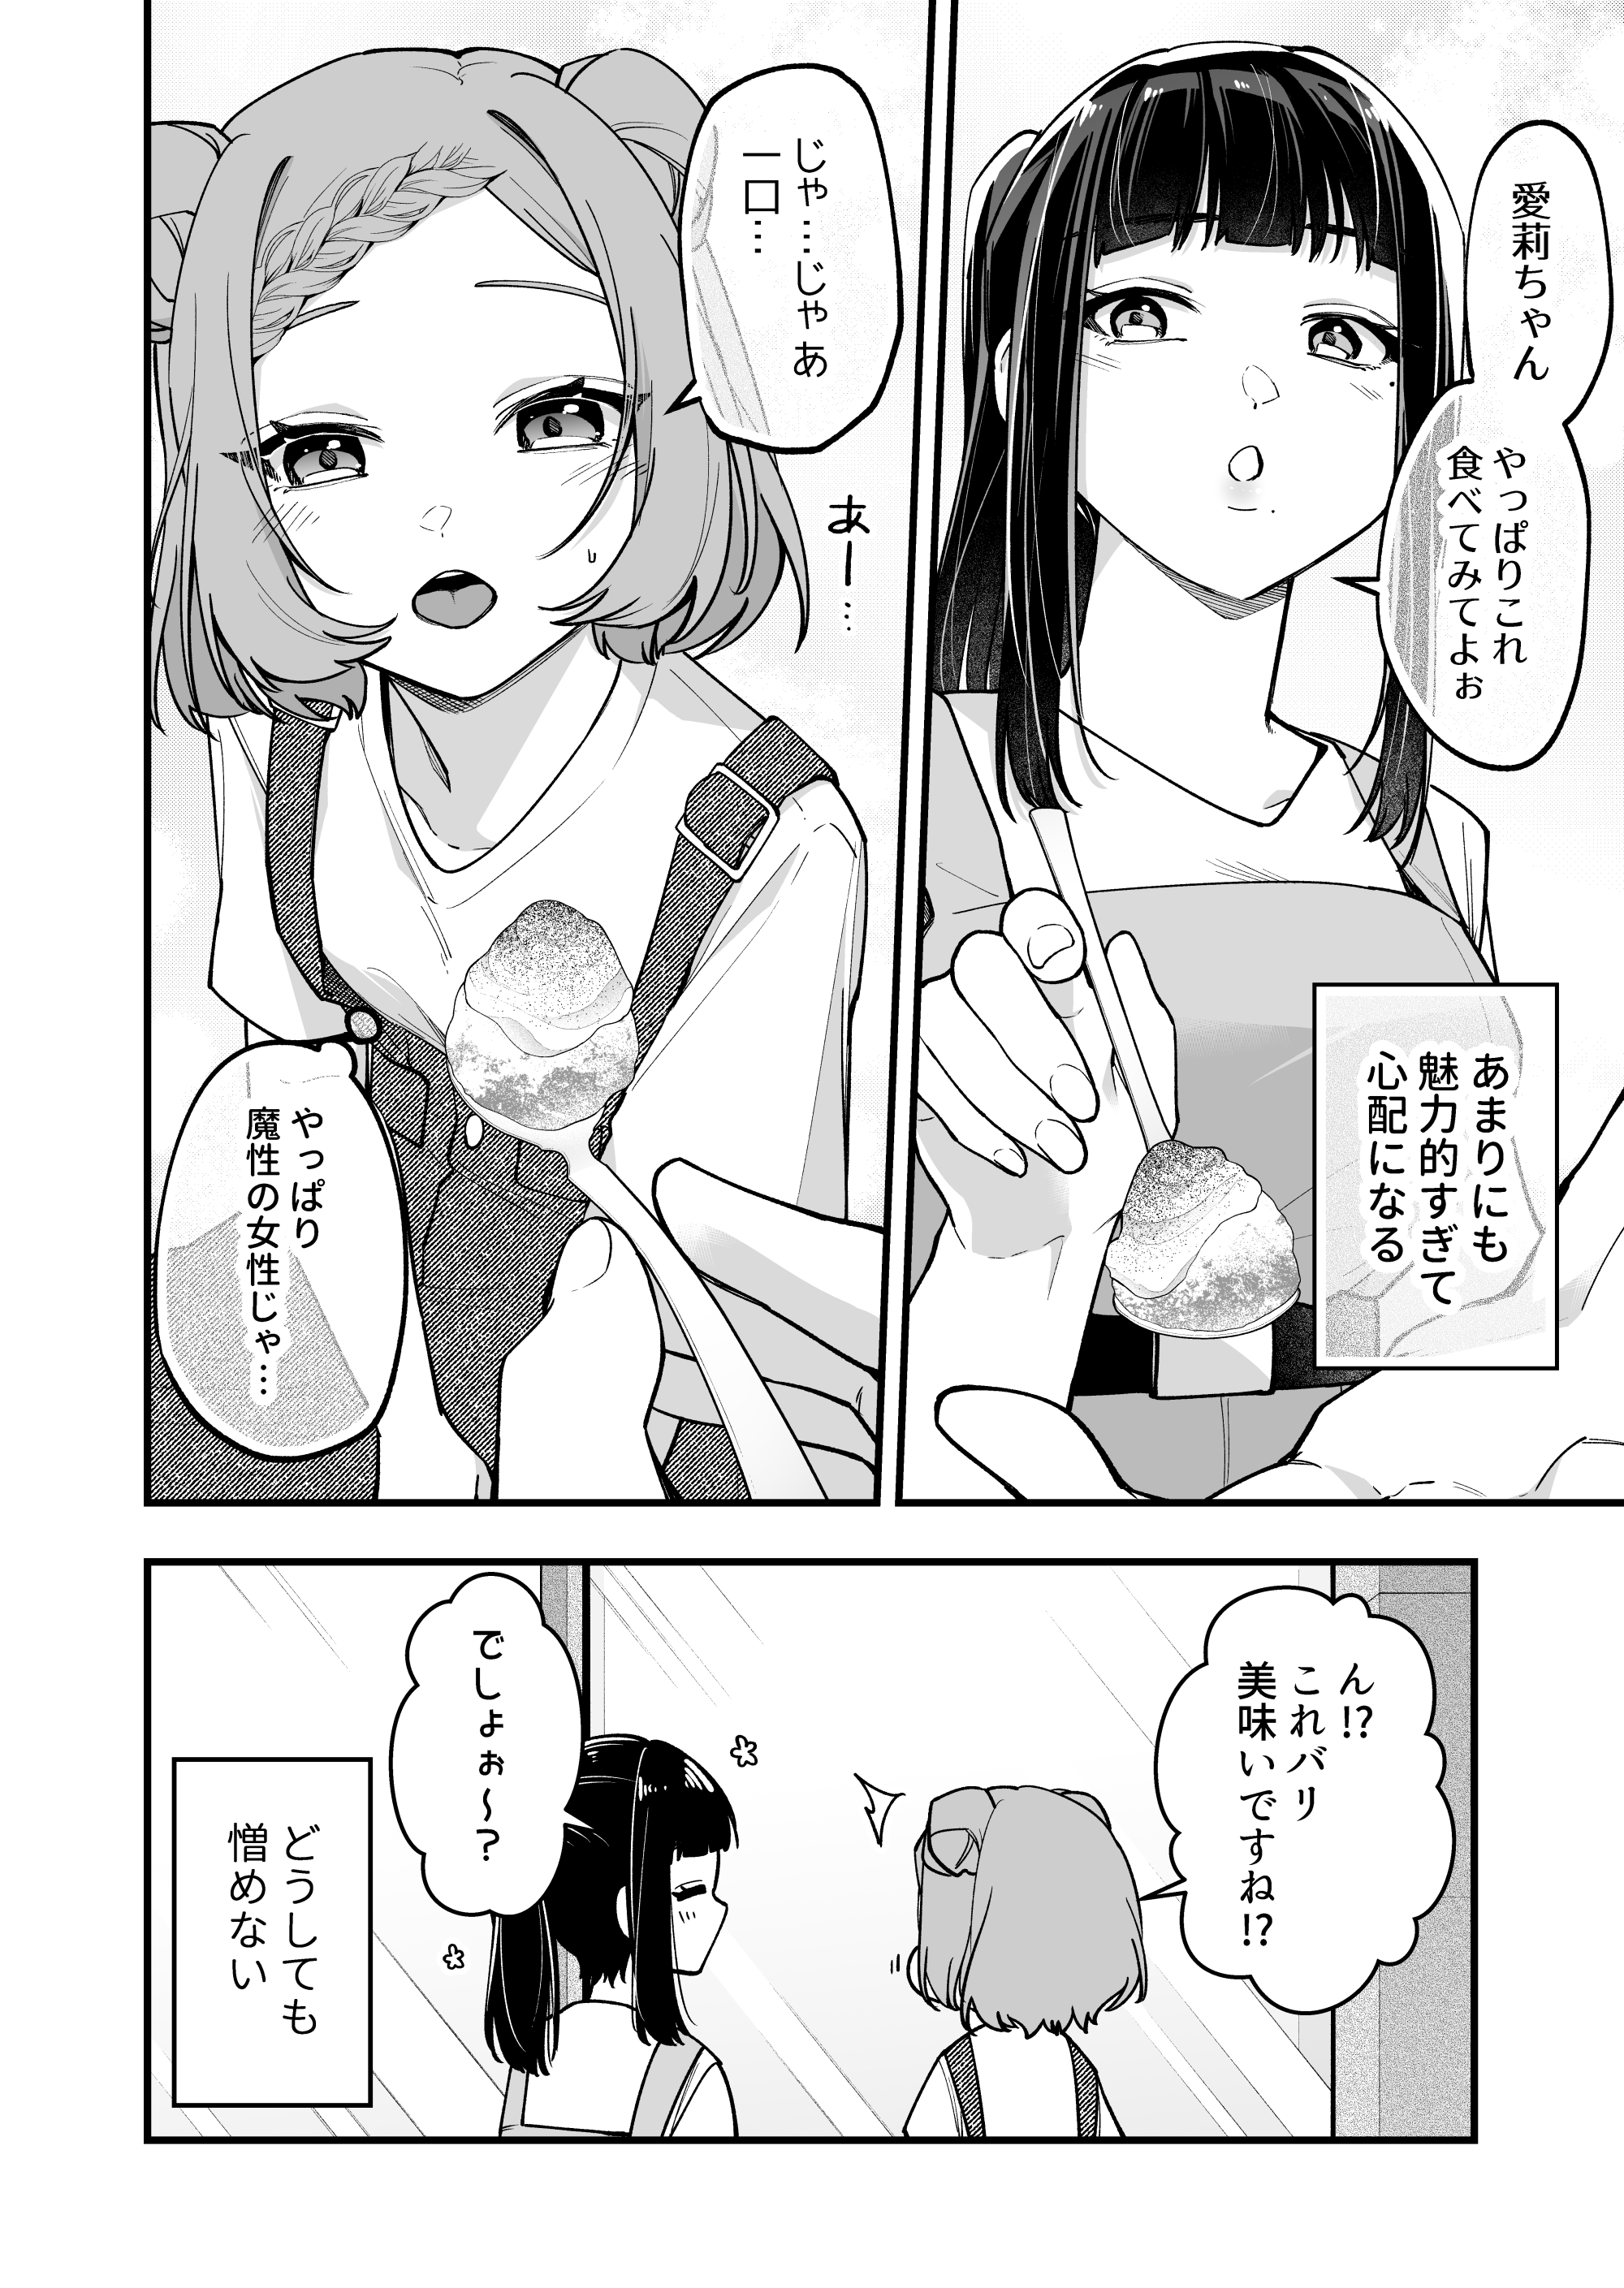 愛莉ちゃん
やっぱりこれ
食べてみてよぉ
あまりにも
魅力的すぎて
心配になる
じゃ…じゃあ
一口…
あー…
やっぱり
魔性の女性じゃ…
ん!?
これバリ
美味いですね!?
でしょぉ～?
どうしても
憎めない